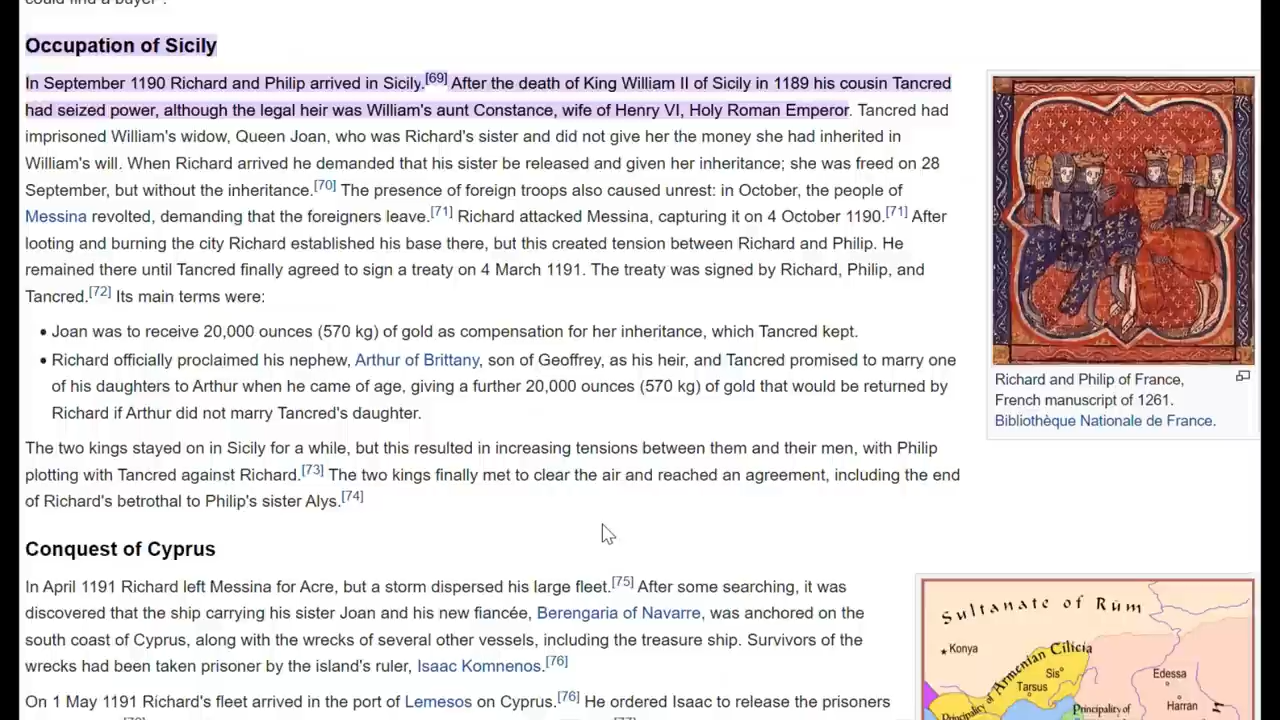 could find a buyer".
Occupation of Sicily
In September 1190 Richard and Philip arrived in Sicily.[69] After the death of King William II of Sicily in 1189 his cousin Tancred
had seized power, although the legal heir was William's aunt Constance, wife of Henry VI, Holy Roman Emperor. Tancred had
imprisoned William's widow, Queen Joan, who was Richard's sister and did not give her the money she had inherited in
William's will. When Richard arrived he demanded that his sister be released and given her inheritance; she was freed on 28
September, but without the inheritance.[70] The presence of foreign troops also caused unrest: in October, the people of
Messina revolted, demanding that the foreigners leave.[71] Richard attacked Messina, capturing it on 4 October 1190.[71] After
looting and burning the city Richard established his base there, but this created tension between Richard and Philip. He
remained there until Tancred finally agreed to sign a treaty on 4 March 1191. The treaty was signed by Richard, Philip, and
Tancred.[72] Its main terms were:
• Joan was to receive 20,000 ounces (570 kg) of gold as compensation for her inheritance, which Tancred kept.
• Richard officially proclaimed his nephew, Arthur of Brittany, son of Geoffrey, as his heir, and Tancred promised to marry one
of his daughters to Arthur when he came of age, giving a further 20,000 ounces (570 kg) of gold that would be returned by
Richard if Arthur did not marry Tancred's daughter.
The two kings stayed on in Sicily for a while, but this resulted in increasing tensions between them and their men, with Philip
plotting with Tancred against Richard.[73] The two kings finally met to clear the air and reached an agreement, including the end
of Richard's betrothal to Philip's sister Alys.[74]
Richard and Philip of France,
French manuscript of 1261.
Bibliothèque Nationale de France.
Conquest of Cyprus
In April 1191 Richard left Messina for Acre, but a storm dispersed his large fleet.[75] After some searching, it was
discovered that the ship carrying his sister Joan and his new fiancée, Berengaria of Navarre, was anchored on the
south coast of Cyprus, along with the wrecks of several other vessels, including the treasure ship. Survivors of the
wrecks had been taken prisoner by the island's ruler, Isaac Komnenos.[76]
On 1 May 1191 Richard's fleet arrived in the port of Lemesos on Cyprus.[76] He ordered Isaac to release the prisoners
Sultanate of Rûm
Konya
Principality of Armenian Cilicia
Sis
Tarsus
Edessa
Harran
Principality of